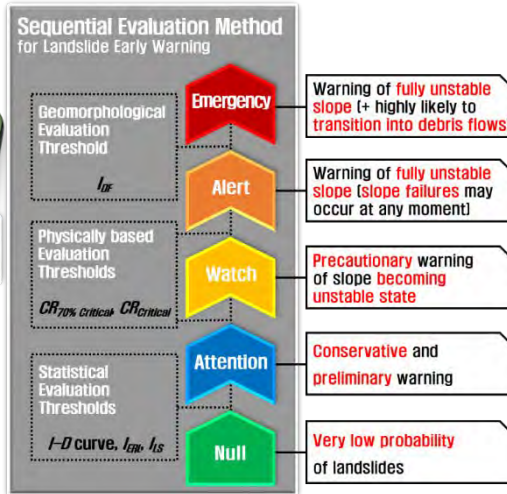 Sequential Evaluation Method
for Landslide Early Warning
Emergency
Warning of fully unstable
slope (+ highly likely to
transition into debris flows
Geomorphological
Evaluation
Threshold
I_DF
Alert
Warning of fully unstable
slope (slope failures may
occur at any moment)
Physically based
Evaluation
Thresholds
CR_70% Critical, CR_Critical
Watch
Precautionary warning
of slope becoming
unstable state
Attention
Conservative and
preliminary warning
Statistical
Evaluation
Thresholds
I-D curve, I_ERI, I_LS
Null
Very low probability
of landslides